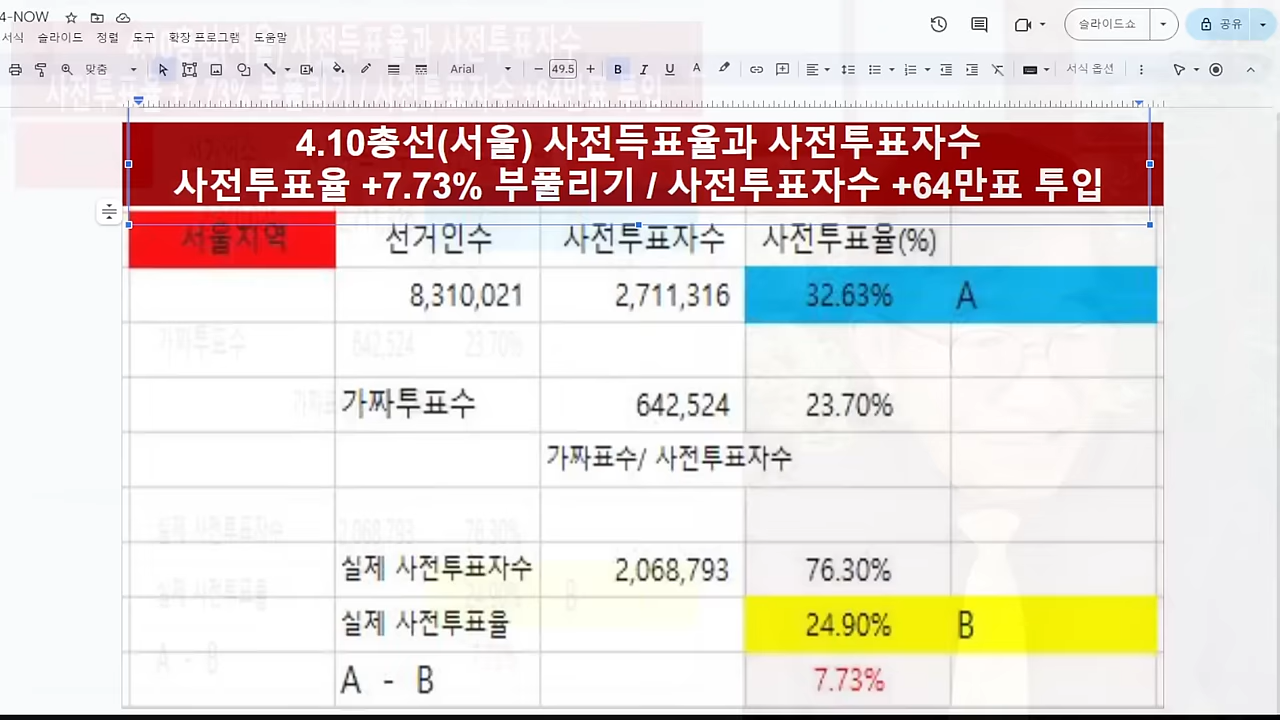 4-NOW
슬라이드쇼
공유
서식 슬라이드 정렬 도구 확장 프로그램 도움말
맞춤 Arial 49.5 B I U A 서식 옵션
4.10총선(서울) 사전득표율과 사전투표자수
사전투표율 +7.73% 부풀리기 / 사전투표자수 +64만표 투입
서울지역 선거인수 사전투표자수 사전투표율(%)
8,310,021 2,711,316 32.63% A
가짜투표수 642,524 23.70%
가짜표수/ 사전투표자수
실제 사전투표자수 2,068,793 76.30%
실제 사전투표율 24.90% B
A - B 7.73%